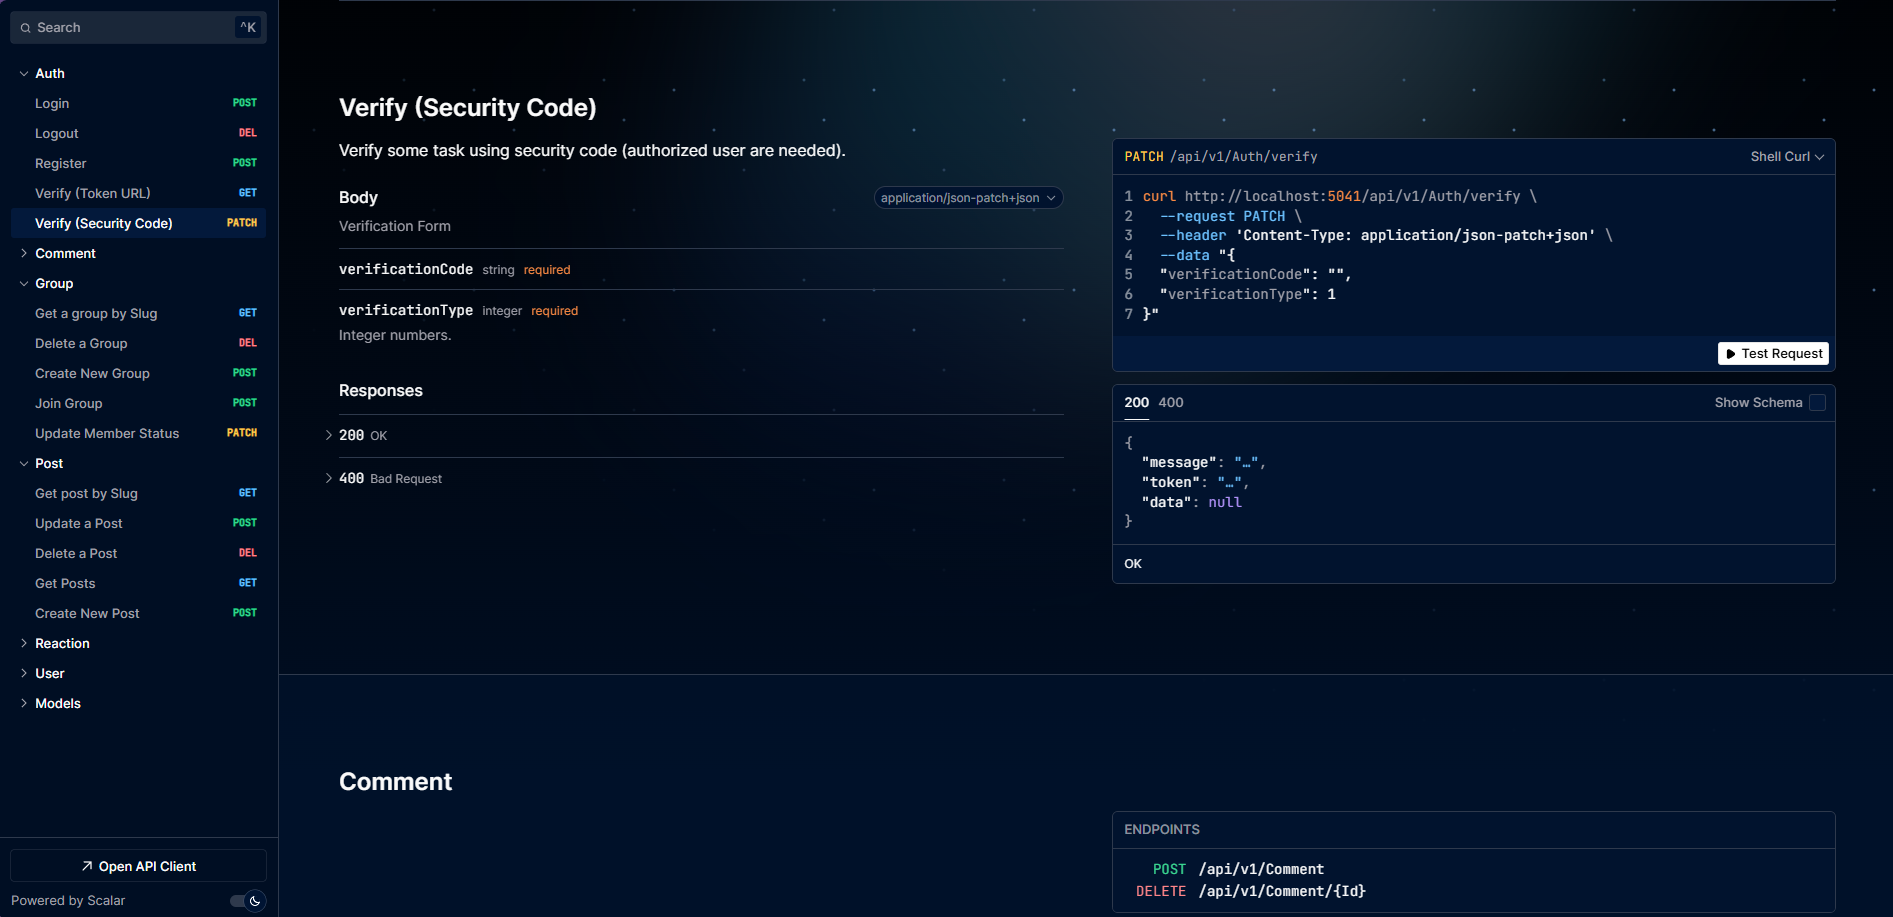 Search ^K
Auth
Login POST
Logout DEL
Register POST
Verify (Token URL) GET
Verify (Security Code) PATCH
Comment
Group
Get a group by Slug GET
Delete a Group DEL
Create New Group POST
Join Group POST
Update Member Status PATCH
Post
Get post by Slug GET
Update a Post POST
Delete a Post DEL
Get Posts GET
Create New Post POST
Reaction
User
Models
Open API Client
Powered by Scalar
Verify (Security Code)
Verify some task using security code (authorized user are needed).
Body application/json-patch+json
Verification Form
verificationCode string required
verificationType integer required
Integer numbers.
Responses
200 OK
400 Bad Request
PATCH /api/v1/Auth/verify Shell Curl
1 curl http://localhost:5041/api/v1/Auth/verify \
2 --request PATCH \
3 --header 'Content-Type: application/json-patch+json' \
4 --data "{
5 "verificationCode": "",
6 "verificationType": 1
7 }"
Test Request
200 400 Show Schema
{
"message": "…",
"token": "…",
"data": null
}
OK
Comment
ENDPOINTS
POST /api/v1/Comment
DELETE /api/v1/Comment/{Id}